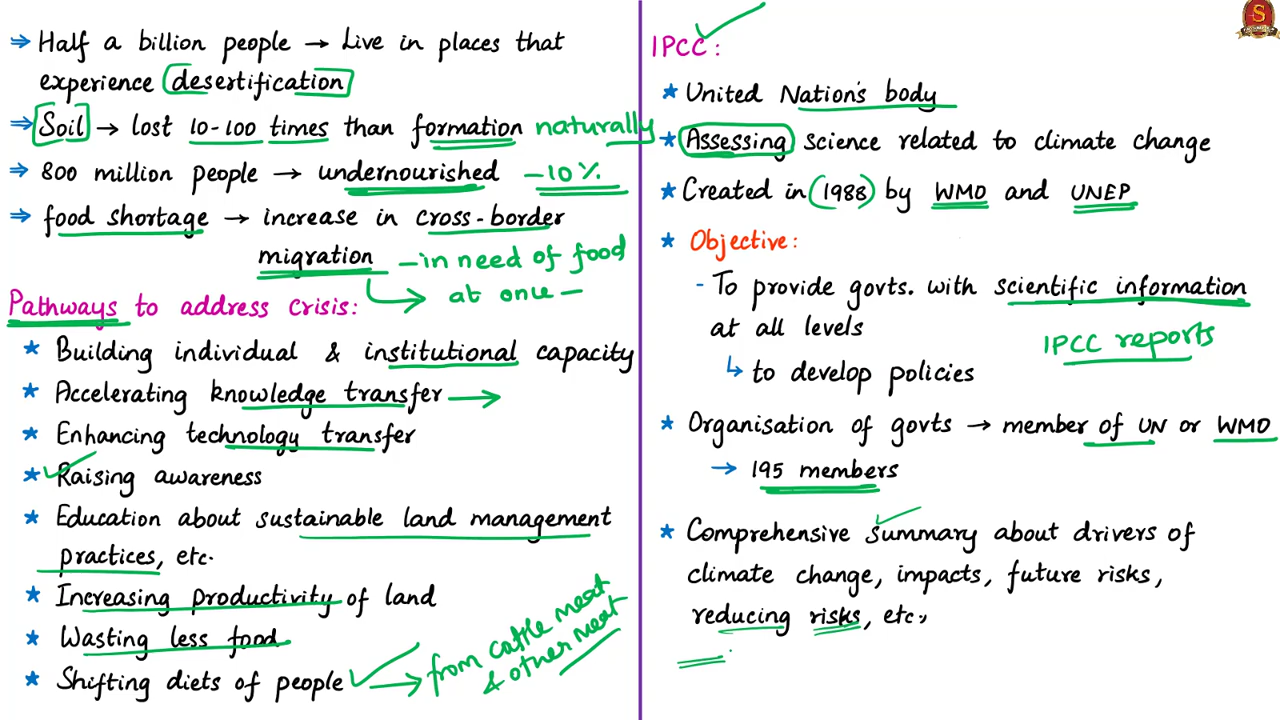 ⇒ Half a billion people → Live in places that
experience desertification
⇒ Soil → lost 10-100 times than formation naturally
⇒ 800 million people → undernourished – 10%
⇒ food shortage → increase in cross-border
migration – in need of food
→ at once –
Pathways to address crisis:
★ Building individual & institutional capacity
★ Accelerating knowledge transfer →
★ Enhancing technology transfer
★ Raising awareness
★ Education about sustainable land management
practices, etc.
★ Increasing productivity of land
★ Wasting less food
★ Shifting diets of people → from cattle meat
& other meat
IPCC:
★ United Nation's body
★ Assessing science related to climate change
★ Created in (1988) by WMO and UNEP
★ Objective:
- To provide govts. with scientific information
at all levels
IPCC reports
↳ to develop policies
★ Organisation of govts → member of UN or WMO
→ 195 members
★ Comprehensive summary about drivers of
climate change, impacts, future risks,
reducing risks, etc.,
S